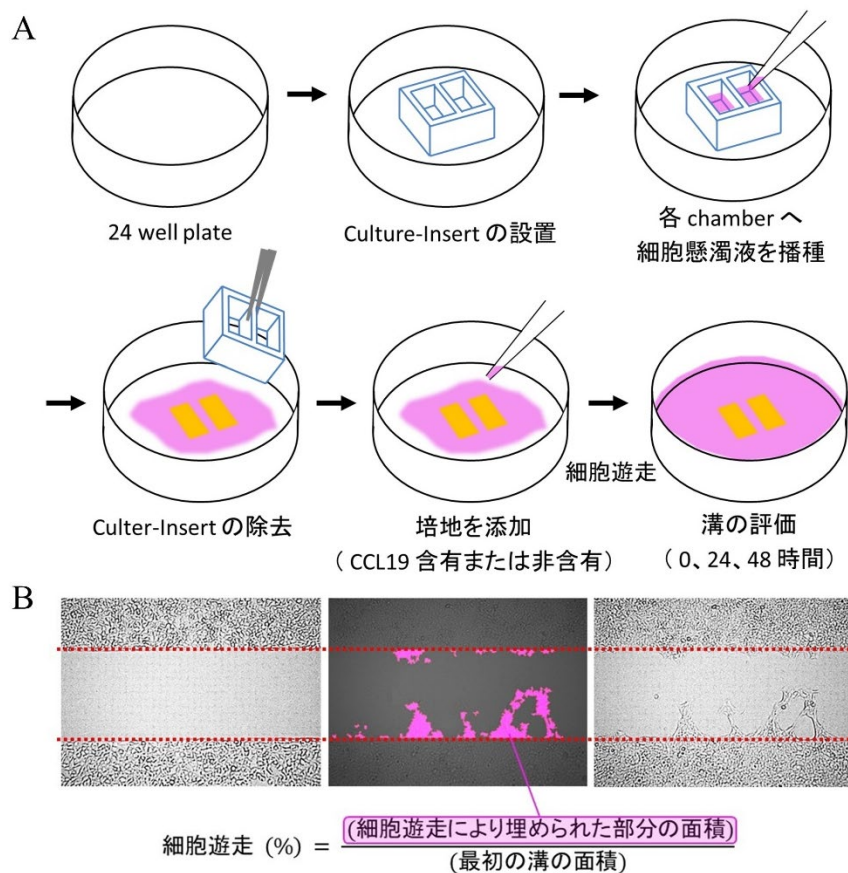 A
24 well plate
Culture-Insert の設置
各 chamber へ
細胞懸濁液を播種
Culter-Insert の除去
培地を添加
( CCL19 含有または非含有)
細胞遊走
溝の評価
( 0、24、48 時間)
B
細胞遊走 (%) =
(細胞遊走により埋められた部分の面積)
(最初の溝の面積)